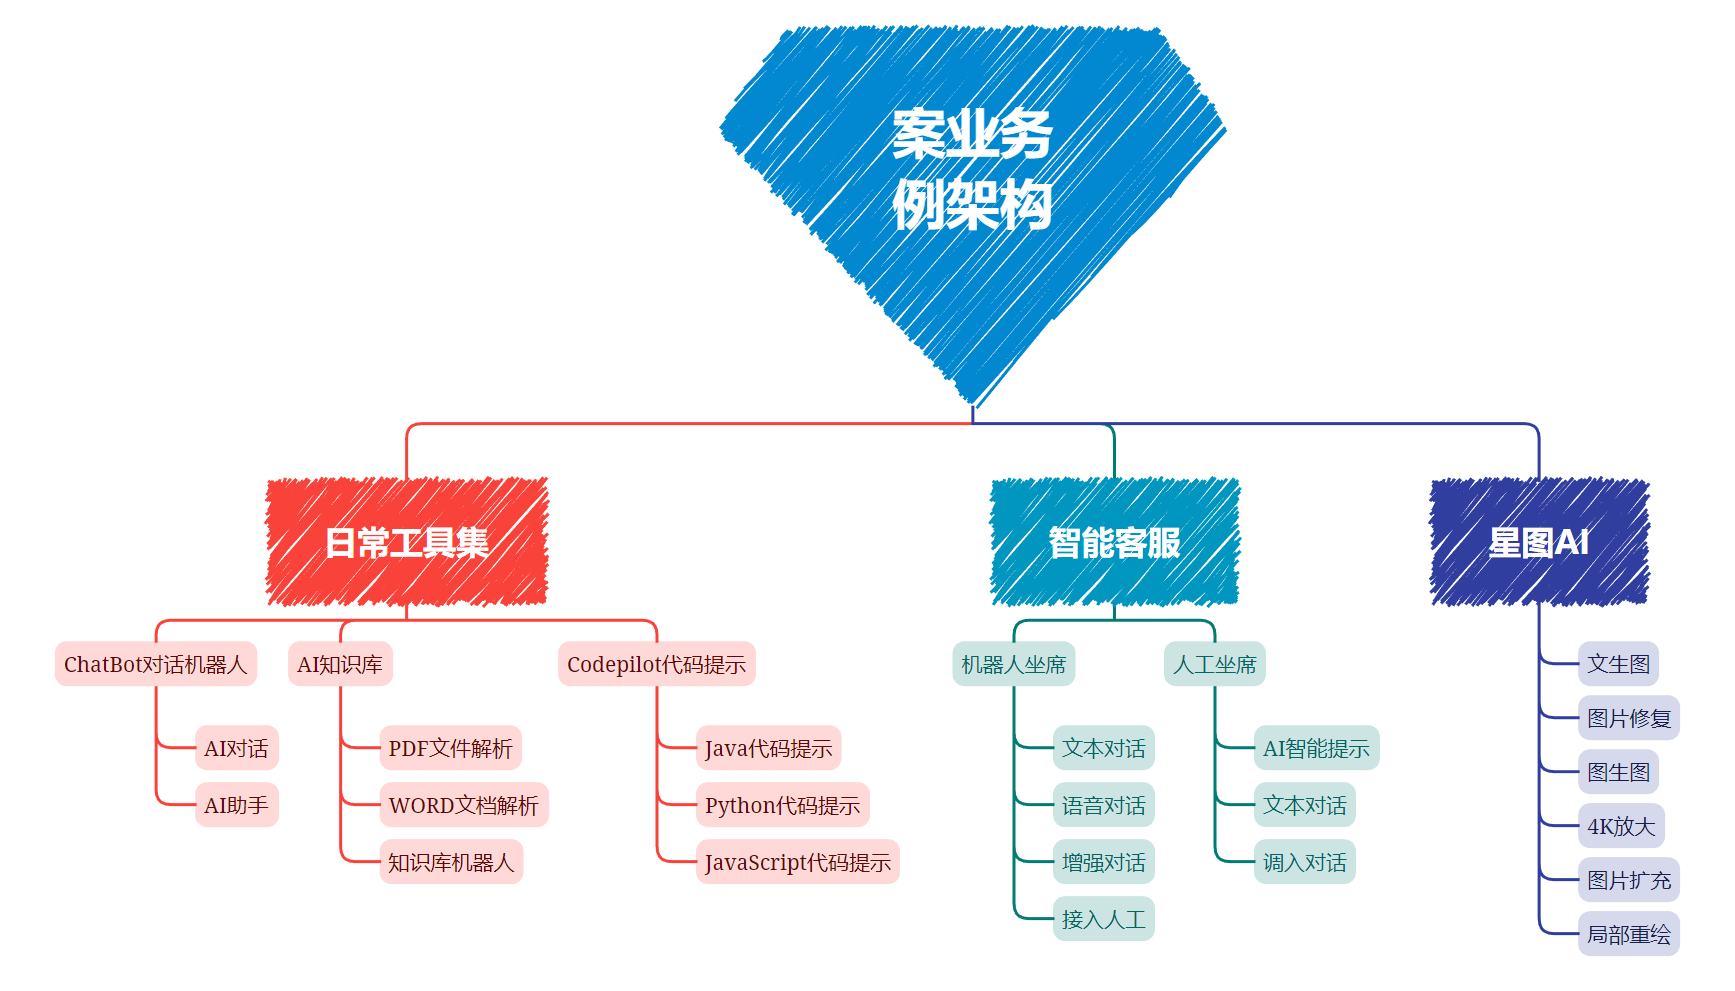 案业务
例架构
日常工具集
智能客服
星图AI
ChatBot对话机器人
AI知识库
Codepilot代码提示
机器人坐席
人工坐席
AI对话
AI助手
PDF文件解析
WORD文档解析
知识库机器人
Java代码提示
Python代码提示
JavaScript代码提示
文本对话
语音对话
增强对话
接入人工
AI智能提示
文本对话
调入对话
文生图
图片修复
图生图
4K放大
图片扩充
局部重绘